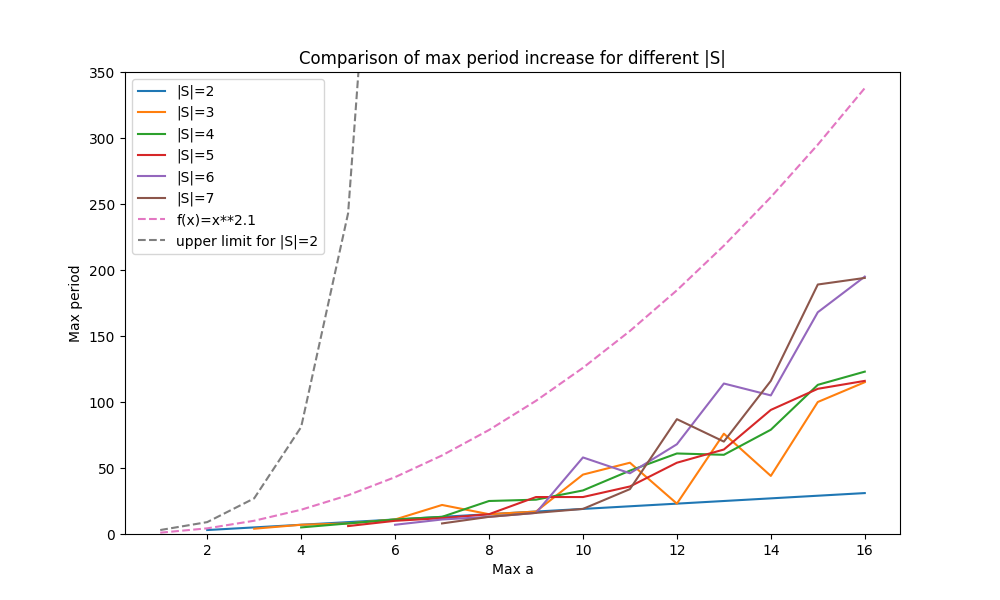 Comparison of max period increase for different |S|
350
300
250
200
150
100
50
0
Max period
|S|=2
|S|=3
|S|=4
|S|=5
|S|=6
|S|=7
f(x)=x**2.1
upper limit for |S|=2
2 4 6 8 10 12 14 16
Max a